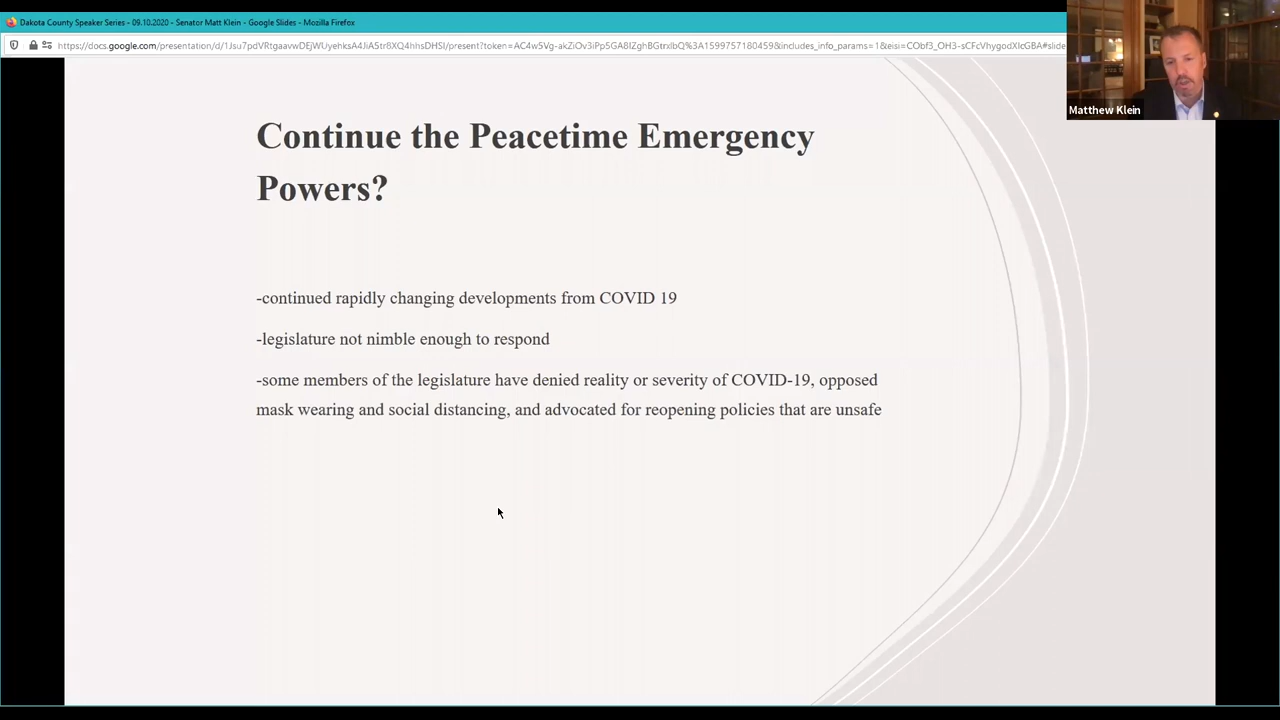 Dakota County Speaker Series - 09.10.2020 - Senator Matt Klein - Google Slides - Mozilla Firefox
Matthew Klein
Continue the Peacetime Emergency
Powers?
-continued rapidly changing developments from COVID 19
-legislature not nimble enough to respond
-some members of the legislature have denied reality or severity of COVID-19, opposed
mask wearing and social distancing, and advocated for reopening policies that are unsafe